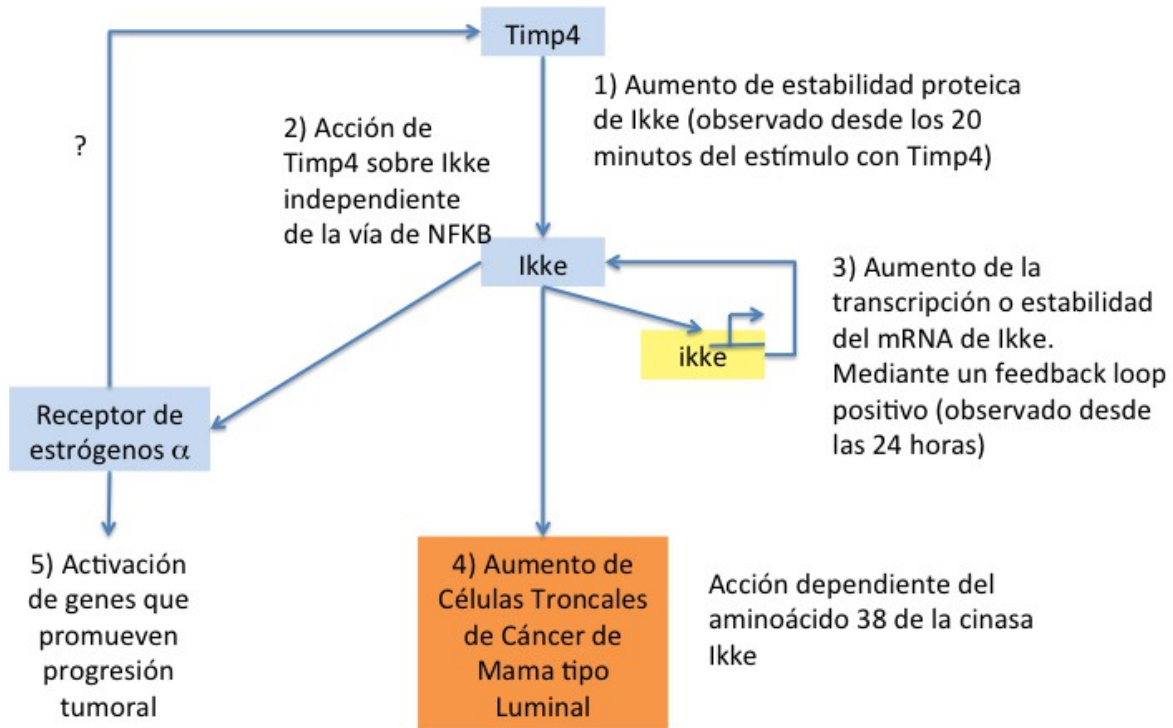 Timp4
1) Aumento de estabilidad proteica
de Ikke (observado desde los 20
minutos del estímulo con Timp4)
?
2) Acción de
Timp4 sobre Ikke
independiente
de la vía de NFKB
Ikke
3) Aumento de la
transcripción o estabilidad
del mRNA de Ikke.
Mediante un feedback loop
positivo (observado desde
las 24 horas)
ikke
Receptor de
estrógenos α
5) Activación
de genes que
promueven
progresión
tumoral
4) Aumento de
Células Troncales
de Cáncer de
Mama tipo
Luminal
Acción dependiente del
aminoácido 38 de la cinasa
Ikke